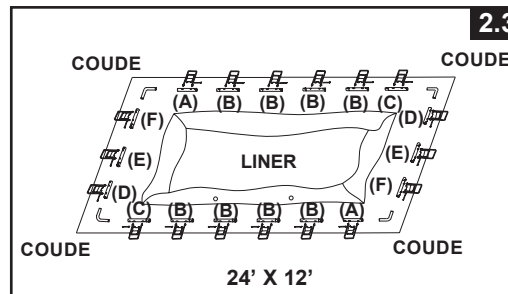 2.3
COUDE COUDE
(A) (B) (B) (B) (B) (C)
(F) (D)
(E) LINER (E)
(D) (F)
(C) (B) (B) (B) (B) (A)
COUDE COUDE
24’ X 12’